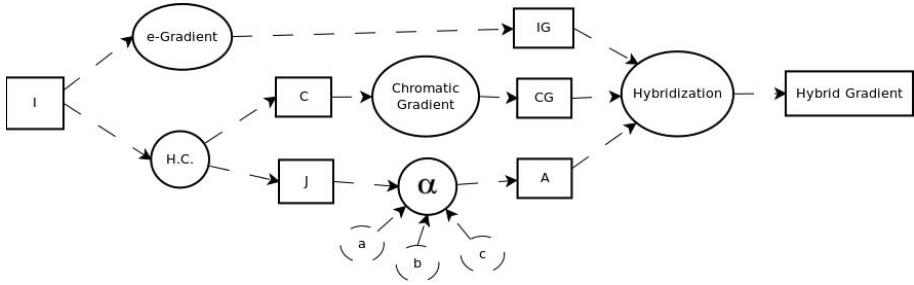 e-Gradient
IG
I
C
Chromatic
Gradient
CG
Hybridization
Hybrid Gradient
H.C.
J
α
A
a
b
c